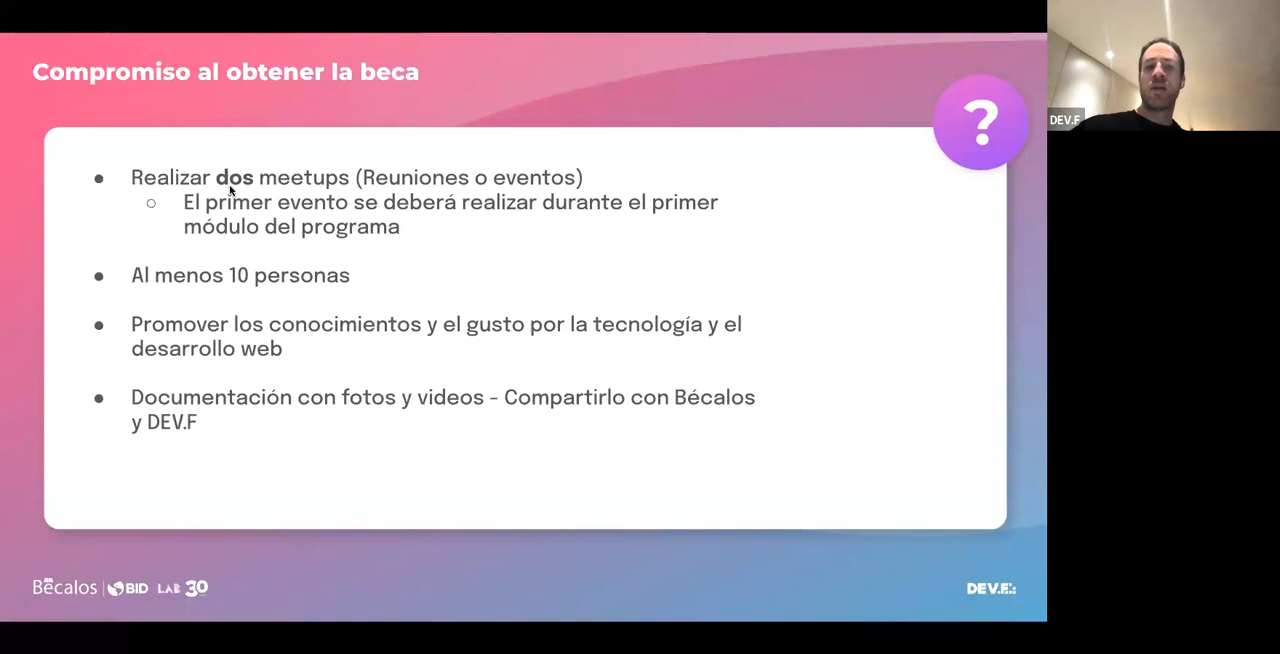 Compromiso al obtener la beca
?
DEV.F
● Realizar dos meetups (Reuniones o eventos)
○ El primer evento se deberá realizar durante el primer
módulo del programa
● Al menos 10 personas
● Promover los conocimientos y el gusto por la tecnología y el
desarrollo web
● Documentación con fotos y videos - Compartirlo con Bécalos
y DEV.F
Bécalos | BID LAB 30
DEV.F.: